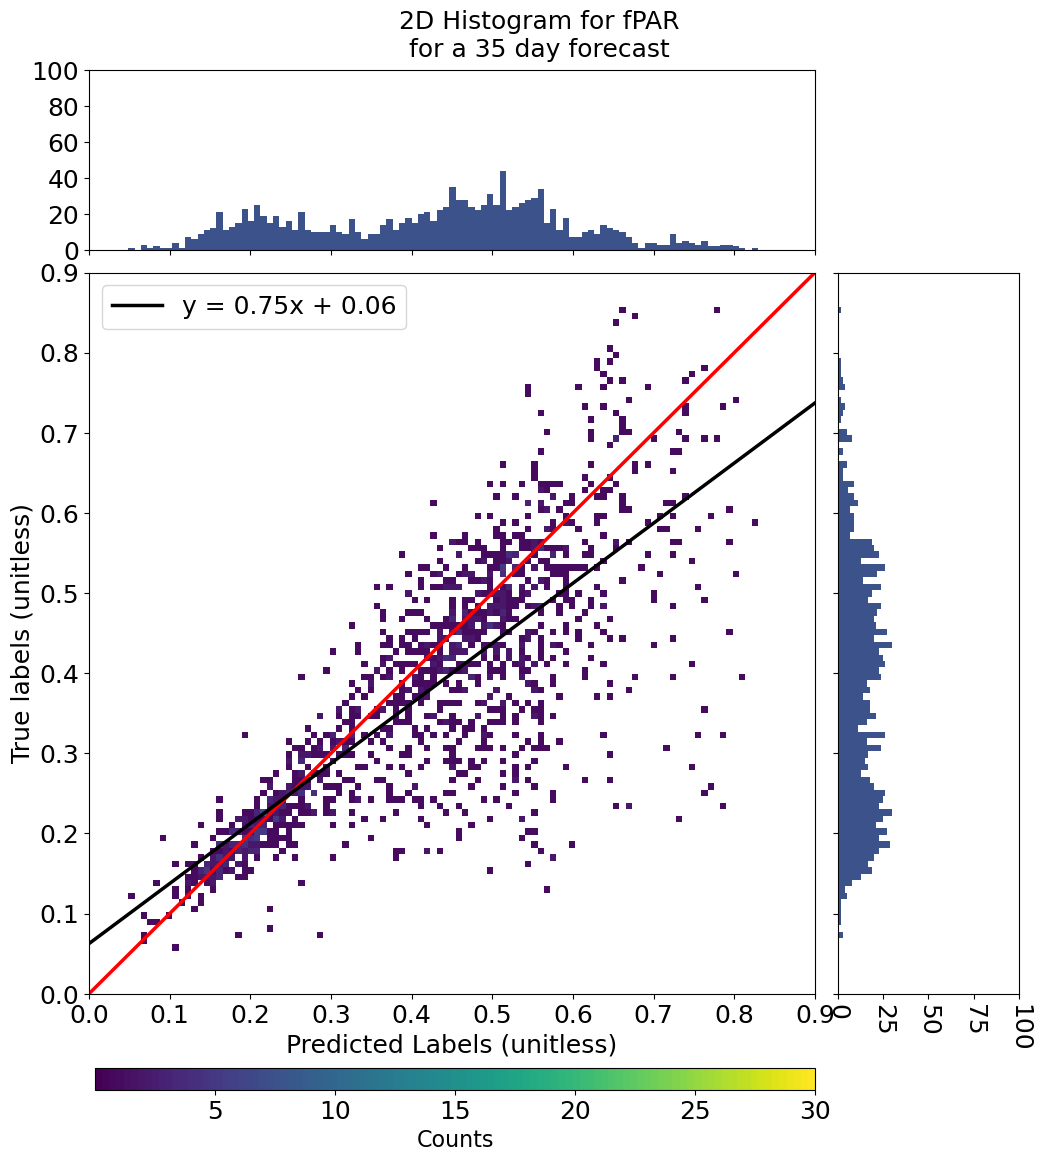 2D Histogram for fPAR
for a 35 day forecast
100
80
60
40
20
0
0.9
0.8
0.7
0.6
0.5
0.4
0.3
0.2
0.1
0.0
True labels (unitless)
y = 0.75x + 0.06
0.0 0.1 0.2 0.3 0.4 0.5 0.6 0.7 0.8 0.9
Predicted Labels (unitless)
0 25 50 75 100
5 10 15 20 25 30
Counts